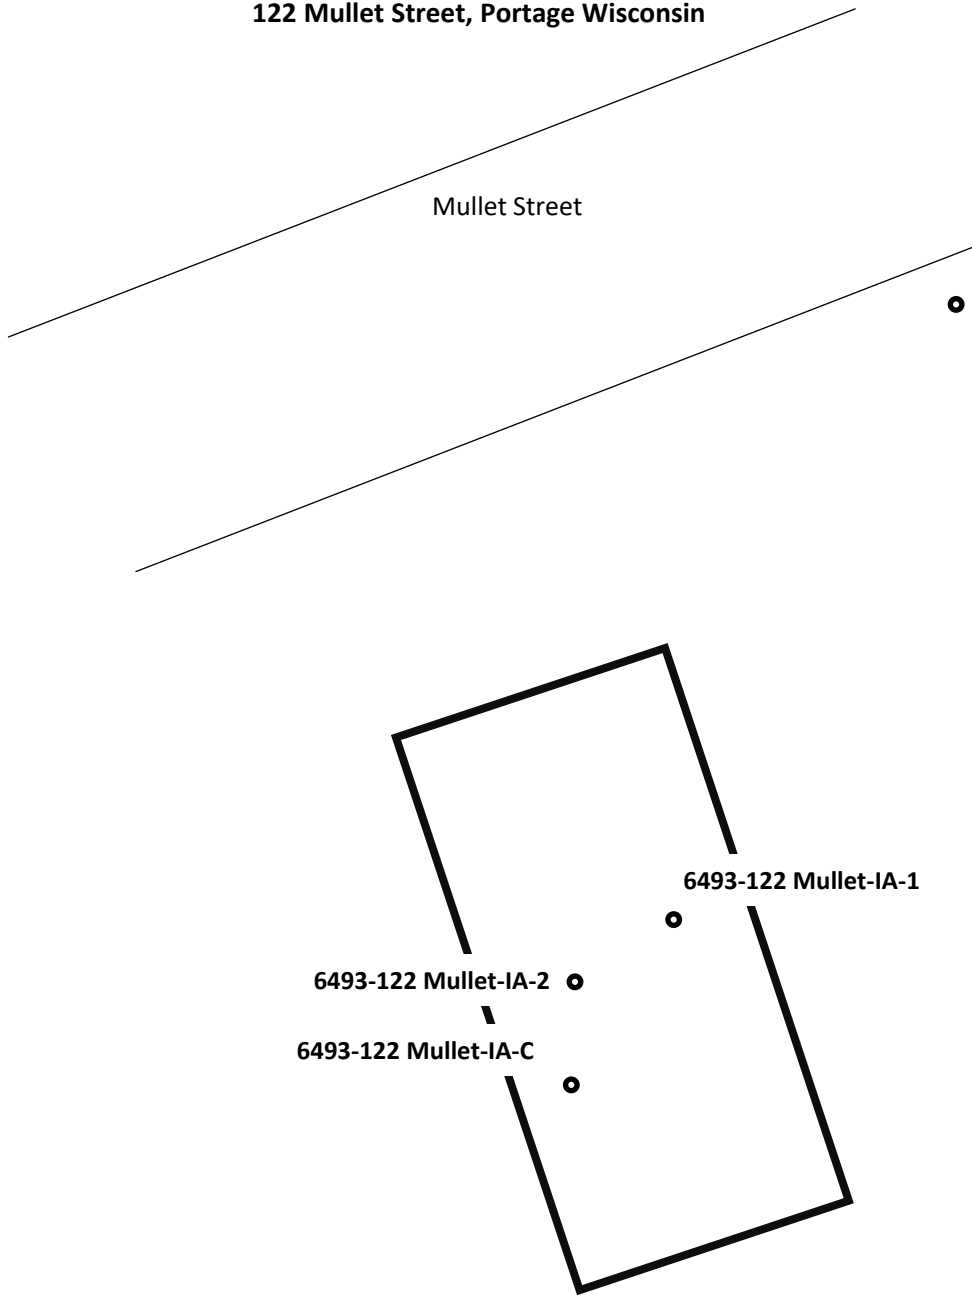 122 Mullet Street, Portage Wisconsin
Mullet Street
6493-122 Mullet-IA-1
6493-122 Mullet-IA-2
6493-122 Mullet-IA-C